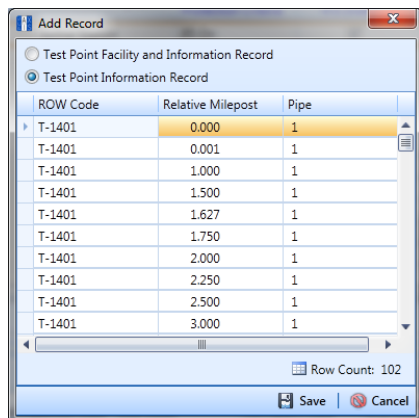 Add Record
Test Point Facility and Information Record
Test Point Information Record
ROW Code Relative Milepost Pipe
T-1401 0.000 1
T-1401 0.001 1
T-1401 1.000 1
T-1401 1.500 1
T-1401 1.627 1
T-1401 1.750 1
T-1401 2.000 1
T-1401 2.250 1
T-1401 2.500 1
T-1401 3.000 1
Row Count: 102
Save Cancel